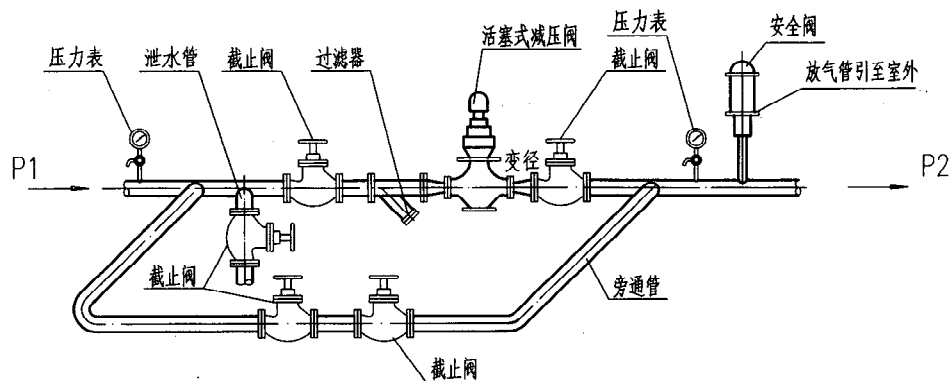 压力表
泄水管
截止阀
过滤器
活塞式减压阀
压力表
截止阀
安全阀
放气管引至室外
变径
P1
P2
截止阀
旁通管
截止阀